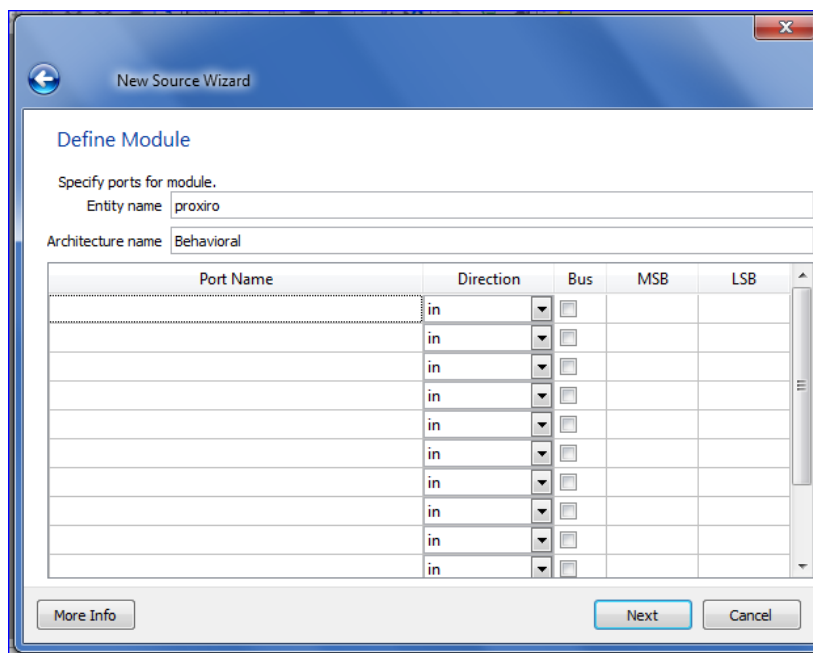 New Source Wizard
Define Module
Specify ports for module.
Entity name proxiro
Architecture name Behavioral
Port Name Direction Bus MSB LSB
in
in
in
in
in
in
in
in
in
in
More Info Next Cancel